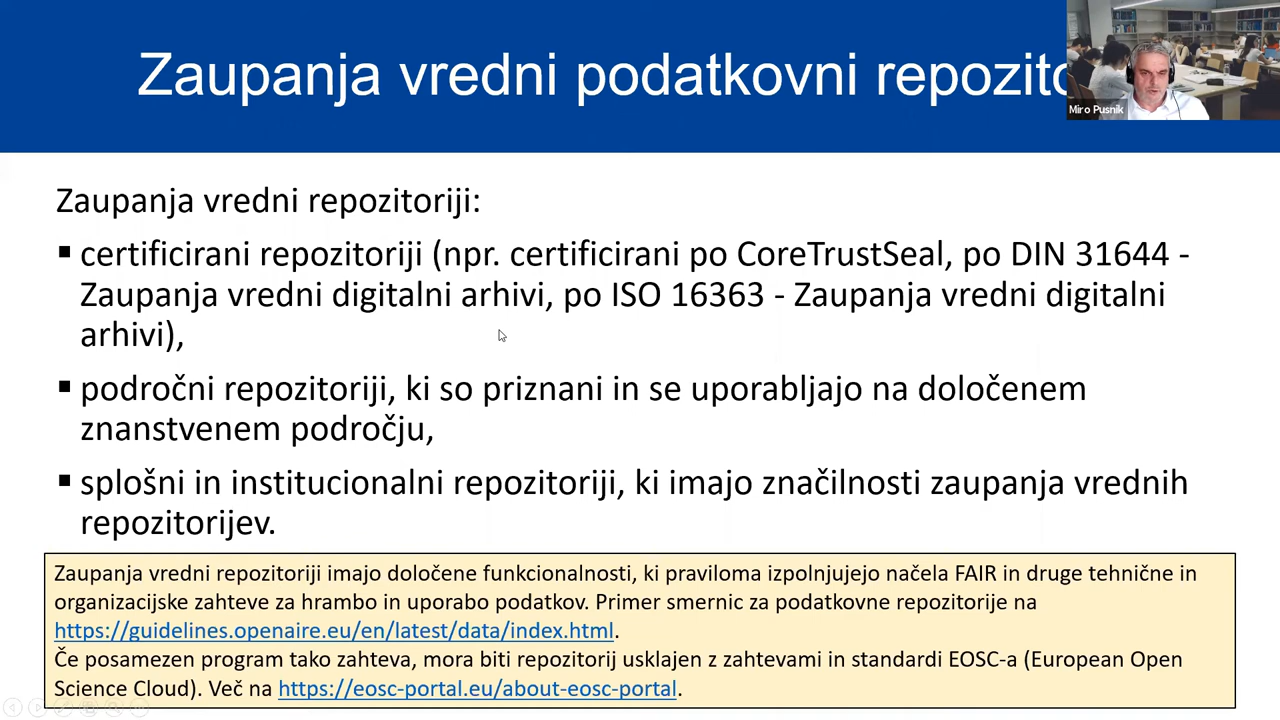 Zaupanja vredni podatkovni repozito
Miro Pusnik
Zaupanja vredni repozitoriji:
▪ certificirani repozitoriji (npr. certificirani po CoreTrustSeal, po DIN 31644 -
Zaupanja vredni digitalni arhivi, po ISO 16363 - Zaupanja vredni digitalni
arhivi),
▪ področni repozitoriji, ki so priznani in se uporabljajo na določenem
znanstvenem področju,
▪ splošni in institucionalni repozitoriji, ki imajo značilnosti zaupanja vrednih
repozitorijev.
Zaupanja vredni repozitoriji imajo določene funkcionalnosti, ki praviloma izpolnjujejo načela FAIR in druge tehnične in
organizacijske zahteve za hrambo in uporabo podatkov. Primer smernic za podatkovne repozitorije na
https://guidelines.openaire.eu/en/latest/data/index.html.
Če posamezen program tako zahteva, mora biti repozitorij usklajen z zahtevami in standardi EOSC-a (European Open
Science Cloud). Več na https://eosc-portal.eu/about-eosc-portal.